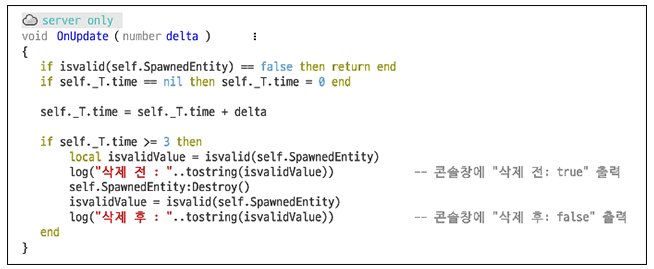 server only
void OnUpdate ( number delta ) ⋮
{
if isvalid(self.SpawnedEntity) == false then return end
if self._T.time == nil then self._T.time = 0 end
self._T.time = self._T.time + delta
if self._T.time >= 3 then
local isvalidValue = isvalid(self.SpawnedEntity)
log("삭제 전 : "..tostring(isvalidValue)) -- 콘솔창에 "삭제 전: true" 출력
self.SpawnedEntity:Destroy()
isvalidValue = isvalid(self.SpawnedEntity)
log("삭제 후 : "..tostring(isvalidValue)) -- 콘솔창에 "삭제 후: false" 출력
end
}